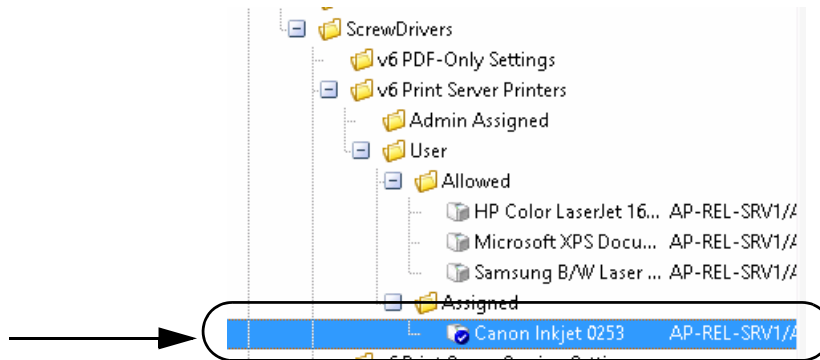 ScrewDrivers
v6 PDF-Only Settings
v6 Print Server Printers
Admin Assigned
User
Allowed
HP Color LaserJet 16... AP-REL-SRV1/A
Microsoft XPS Docu... AP-REL-SRV1/A
Samsung B/W Laser ... AP-REL-SRV1/A
Assigned
Canon Inkjet 0253 AP-REL-SRV1/A